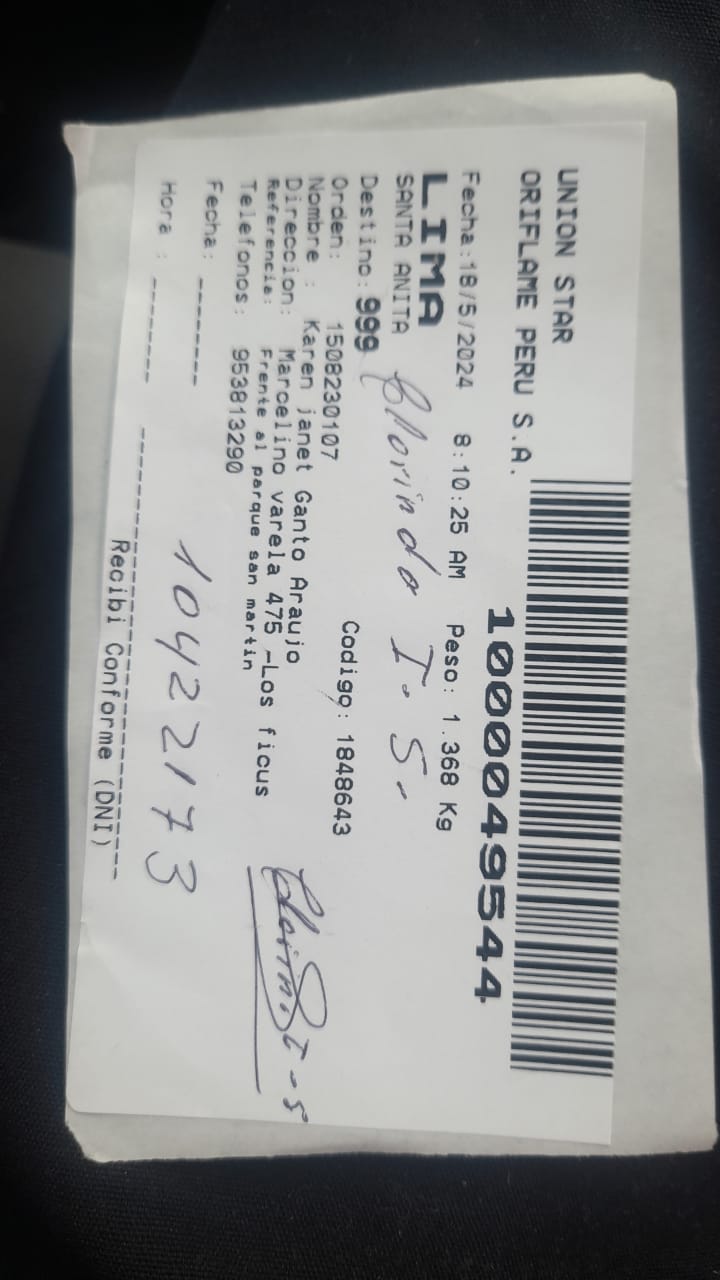 UNION STAR
ORIFLAME PERU S.A.
10000049544
Fecha:18/5/2024 8:10:25 AM Peso: 1.368 Kg
LIMA
SANTA ANITA
Clorindo I. S.
Destino: 999
Orden: 1508230107 Codigo: 1848643
Nombre : Karen janet Ganto Araujo
Direccion: Marcelino varela 475 -Los ficus
Referencia: Frente al parque san martin
Telefonos: 953813290
Fecha: --------
Hora : --------
10422173
Recibi Conforme (DNI)